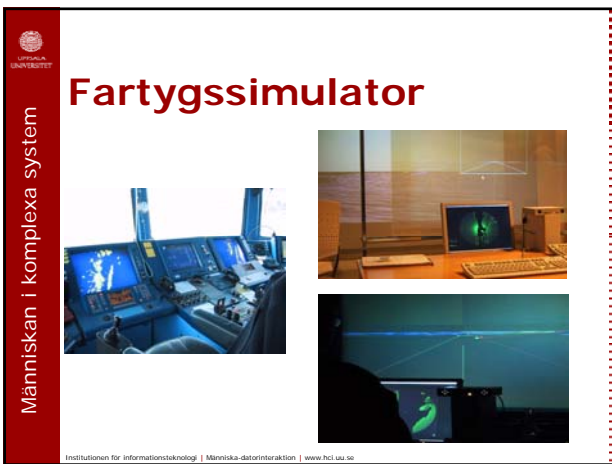 UPPSALA
UNIVERSITET
Människan i komplexa system
Fartygssimulator
Institutionen för informationsteknologi | Människa-datorinteraktion | www.hci.uu.se